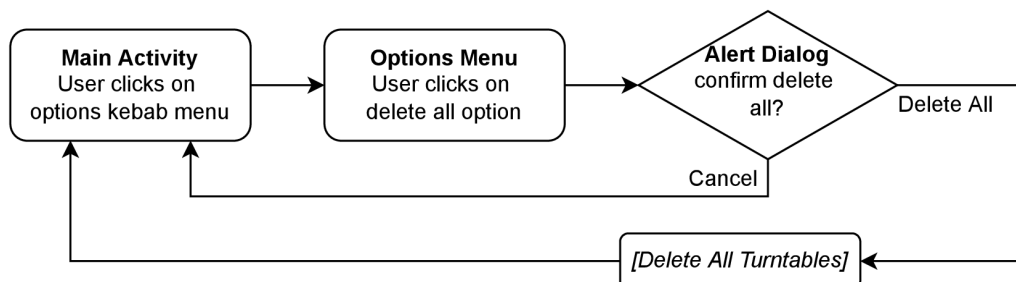 Main Activity
User clicks on
options kebab menu
Options Menu
User clicks on
delete all option
Alert Dialog
confirm delete
all?
Delete All
Cancel
[Delete All Turntables]